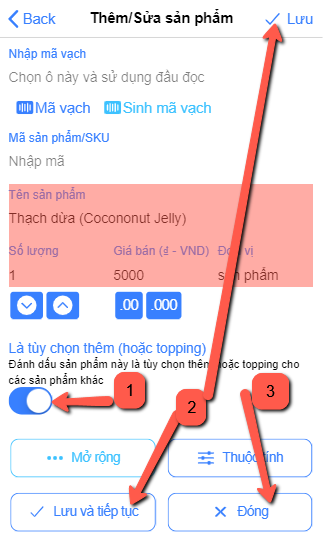 Back Thêm/Sửa sản phẩm Lưu
Nhập mã vạch
Chọn ô này và sử dụng đầu đọc
Mã vạch Sinh mã vạch
Mã sản phẩm/SKU
Nhập mã
Tên sản phẩm
Thạch dừa (Cocononut Jelly)
Số lượng Giá bán (₫ - VND) Đơn vị
1 5000 sản phẩm
.00 .000
Là tùy chọn thêm (hoặc topping)
Đánh dấu sản phẩm này là tùy chọn thêm hoặc topping cho
các sản phẩm khác
1 2 3
Mở rộng Thuộc tính
Lưu và tiếp tục Đóng